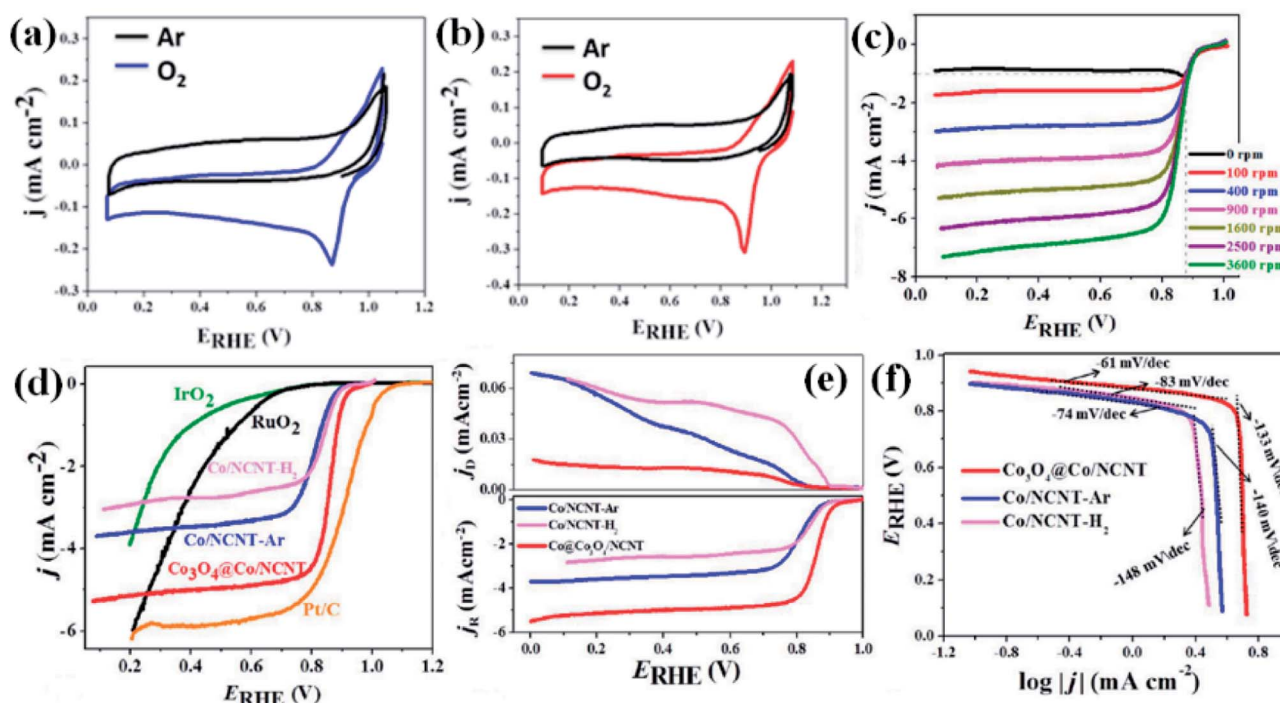 (a)
Ar
O2
0.3
0.2
0.1
0.0
-0.1
-0.2
-0.3
j (mA cm-2)
0.0 0.2 0.4 0.6 0.8 1.0 1.2
ERHE (V)
(b)
Ar
O2
0.3
0.2
0.1
-0.0
-0.1
-0.2
-0.3
-0.4
j (mA cm-2)
0.0 0.2 0.4 0.6 0.8 1.0 1.2
ERHE (V)
(c)
0
-2
-4
-6
-8
j (mA cm-2)
0 rpm
100 rpm
400 rpm
900 rpm
1600 rpm
2500 rpm
3600 rpm
0.0 0.2 0.4 0.6 0.8 1.0
ERHE (V)
(d)
0
-2
-4
-6
j (mA cm-2)
IrO2
RuO2
Co/NCNT-H2
Co/NCNT-Ar
Co3O4@Co/NCNT
Pt/C
0.2 0.4 0.6 0.8 1.0 1.2
ERHE (V)
(e)
0.06
0.03
0.00
jD (mAcm-2)
0
-2
-4
-6
jR (mAcm-2)
Co/NCNT-Ar
Co/NCNT-H2
Co@Co3O4/NCNT
0.0 0.2 0.4 0.6 0.8 1.0
ERHE (V)
(f)
1.0
0.8
0.6
0.4
0.2
0.0
ERHE (V)
-61 mV/dec
-83 mV/dec
-74 mV/dec
-133 mV/dec
-140 mV/dec
-148 mV\dec
Co3O4@Co/NCNT
Co/NCNT-Ar
Co/NCNT-H2
-1.2 -0.6 0.0 0.6
log |j| (mA cm-2)